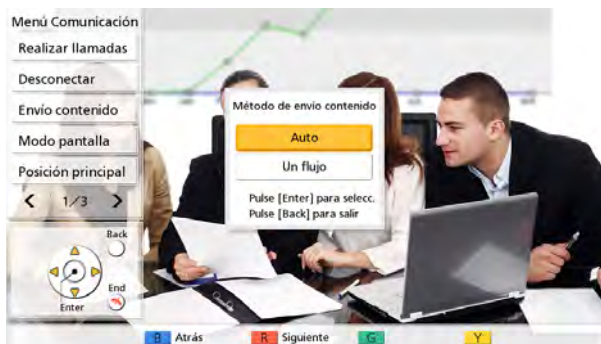 Menú Comunicación
Realizar llamadas
Desconectar
Envío contenido
Modo pantalla
Posición principal
1/3
Back
End
Enter
Método de envío contenido
Auto
Un flujo
Pulse [Enter] para selecc.
Pulse [Back] para salir
B Atrás R Siguiente G Y